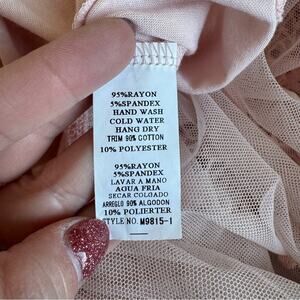 95%RAYON
5%SPANDEX
HAND WASH
COLD WATER
HANG DRY
TRIM 90% COTTON
10% POLYESTER
95%RAYON
5%SPANDEX
LAVAR A MANO
AGUA FRIA
SECAR COLGADO
ARREGLO 90% ALGODON
10% POLIERTER
STYLE NO. M9815-1